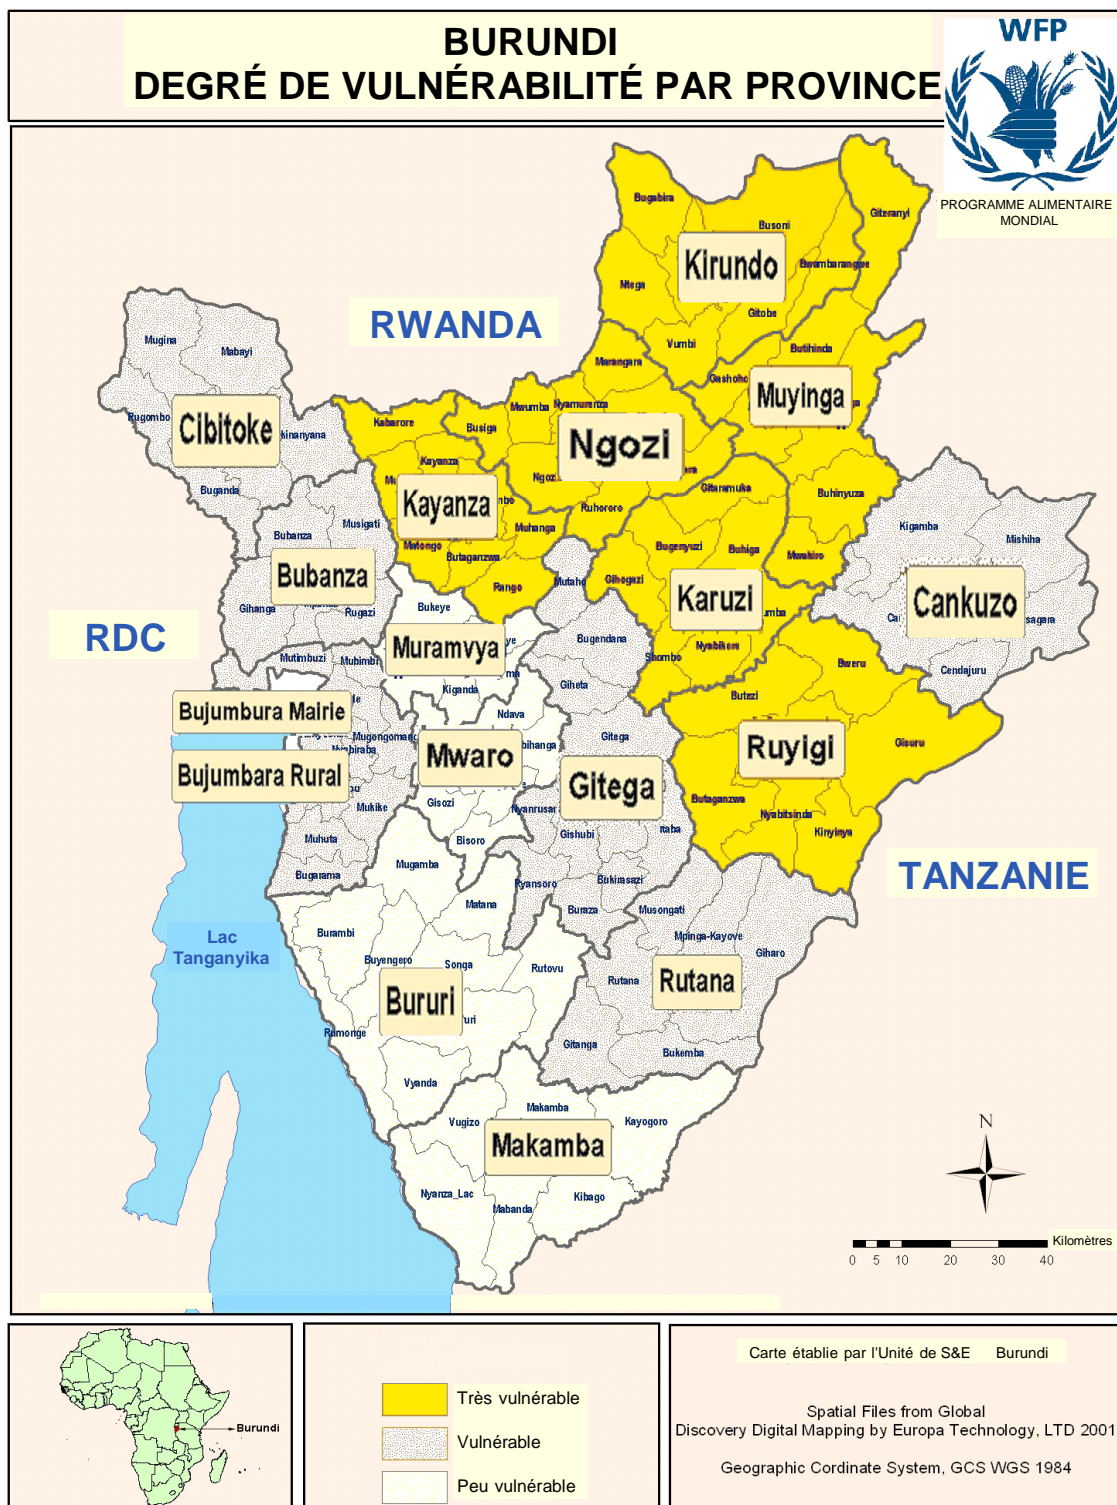 BURUNDI
DEGRÉ DE VULNÉRABILITÉ PAR PROVINCE
WFP
PROGRAMME ALIMENTAIRE
MONDIAL
Bugabira
Busoni
Giteranyi
Kirundo
Bwambarangwe
Ntega
Gitobe
RWANDA
Vumbi
Butihinda
Mugina
Mabayi
Marangara
Gashoho
Muyinga
Rugombo
Cibitoke
Kabarore
Busiga
Mwumba
Nyamurenza
Ngozi
Kayanza
Buganda
Gitaramuka
Buhinyuza
Kayanza
Ruhororo
Musigati
Bubanza
Muhanga
Kigamba
Mishiha
Matongo
Butaganzwa
Bugenyuzi
Buhiga
Mwakiro
Bubanza
Rango
Mutaho
Gihogazi
Karuzi
Cankuzo
Gihanga
Rugazi
Bukeye
RDC
Muramvya
Bugendana
Nyabikere
Shombo
Mutimbuzi
Mubimbi
Kiganda
Giheta
Bweru
Cendajuru
Butezi
Bujumbura Mairie
Ndava
Gitega
Gisuru
Mwaro
Ruyigi
Bujumbara Rural
Gitega
Mukike
Gisozi
Butaganzwa
Nyabitsinda
Kinyinya
Muhuta
Bisoro
Gishubi
Bugarama
Mugamba
Ryansoro
Bukirasazi
TANZANIE
Matana
Buraza
Musongati
Lac
Tanganyika
Burambi
Mpinga-Kayove
Giharo
Buyengero
Songa
Rutovu
Rutana
Rutana
Bururi
Rumonge
Gitanga
Bukemba
Vyanda
Vugizo
Makamba
Kayogoro
Makamba
Nyanza_Lac
Mabanda
Kibago
N
Kilomètres
0 5 10 20 30 40
Burundi
Très vulnérable
Vulnérable
Peu vulnérable
Carte établie par l'Unité de S&E Burundi
Spatial Files from Global
Discovery Digital Mapping by Europa Technology, LTD 2001
Geographic Cordinate System, GCS WGS 1984